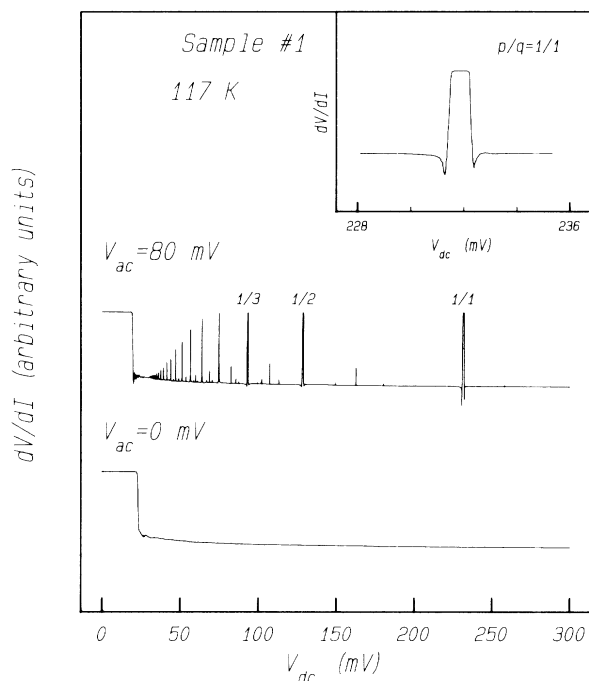 Sample #1
117 K
p/q=1/1
dV/dI
228
236
V_dc (mV)
dV/dI (arbitrary units)
V_ac=80 mV
1/3
1/2
1/1
V_ac=0 mV
0
50
100
150
200
250
300
V_dc (mV)